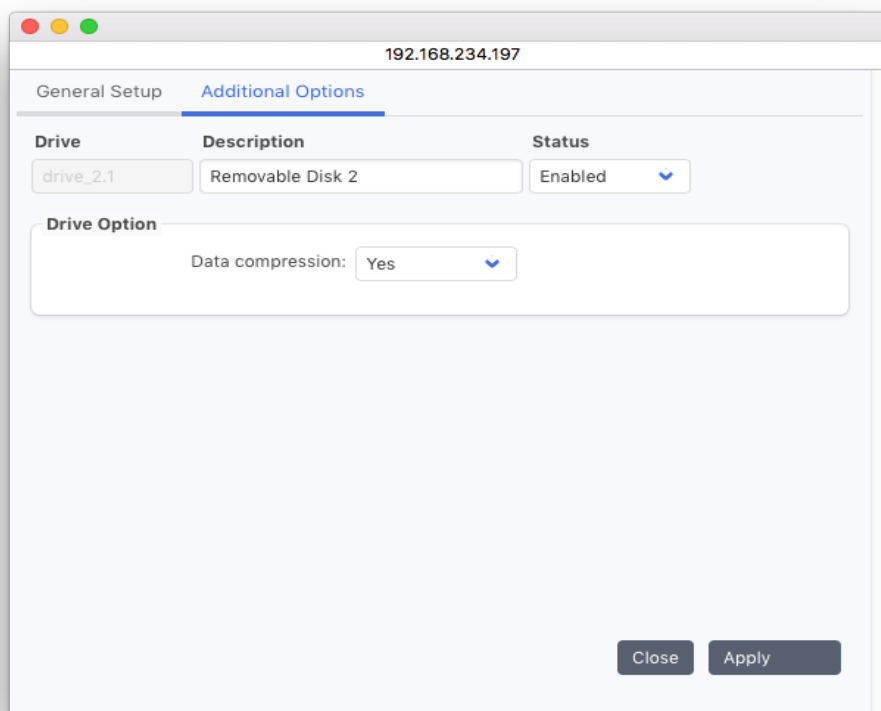 192.168.234.197
General Setup Additional Options
Drive Description Status
drive_2.1 Removable Disk 2 Enabled
Drive Option
Data compression: Yes
Close Apply